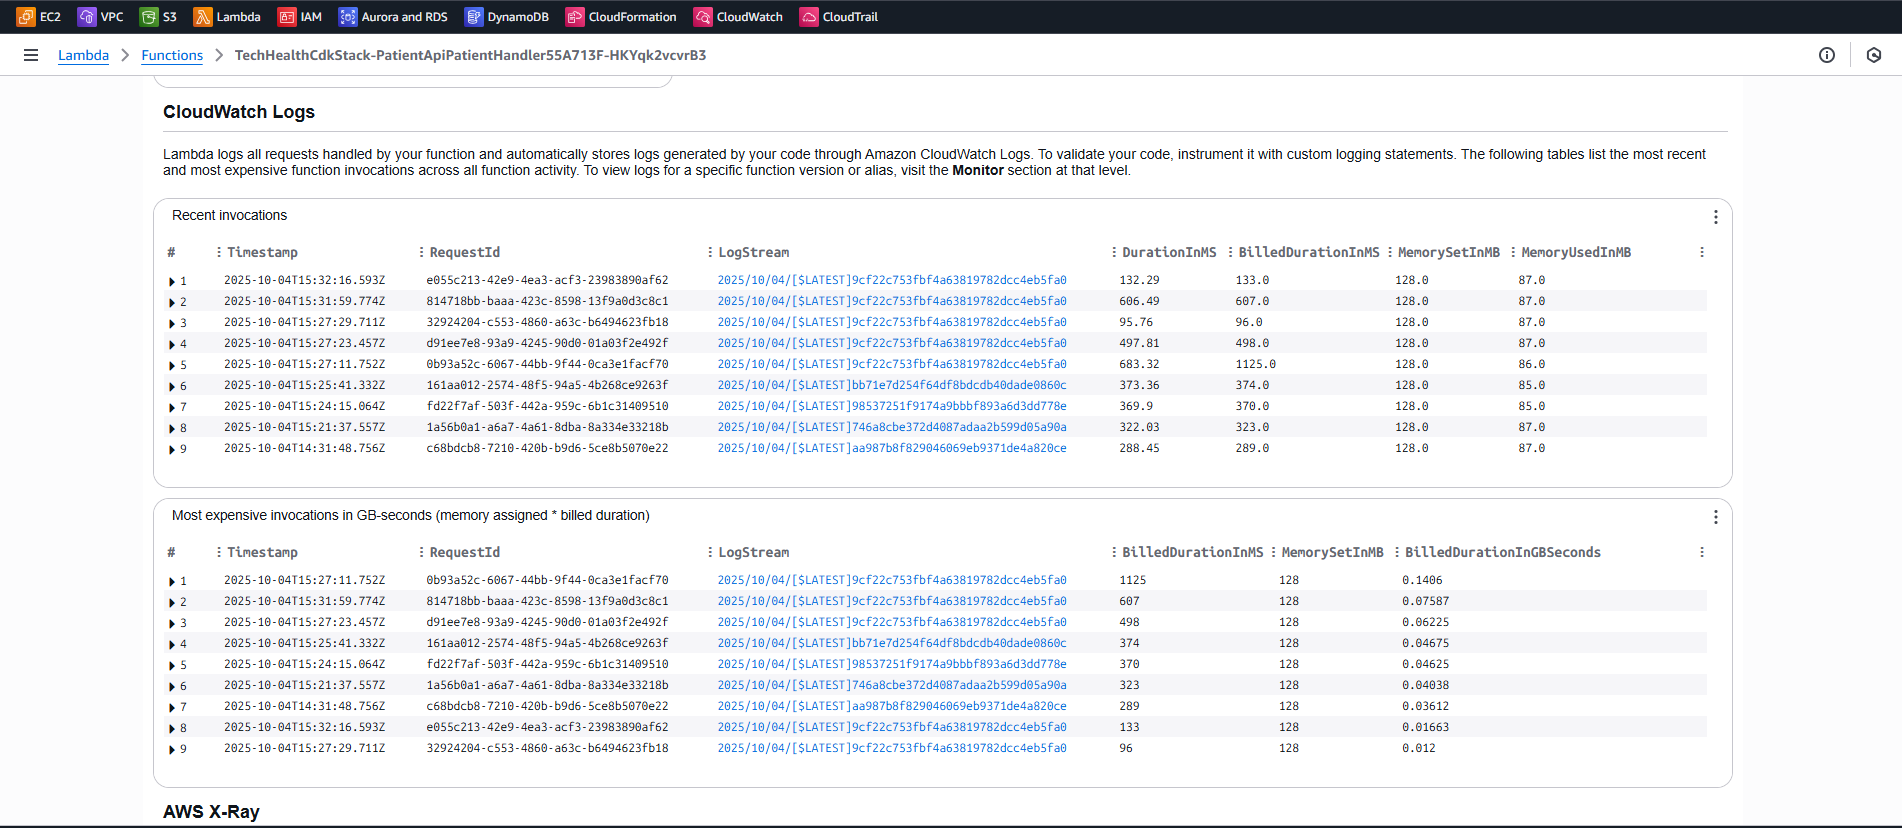 EC2 VPC S3 Lambda IAM Aurora and RDS DynamoDB CloudFormation CloudWatch CloudTrail
Lambda Functions TechHealthCdkStack-PatientApiPatientHandler55A713F-HKYqk2vcvrB3
CloudWatch Logs
Lambda logs all requests handled by your function and automatically stores logs generated by your code through Amazon CloudWatch Logs. To validate your code, instrument it with custom logging statements. The following tables list the most recent
and most expensive function invocations across all function activity. To view logs for a specific function version or alias, visit the Monitor section at that level.
Recent invocations
# Timestamp RequestId LogStream DurationInMS BilledDurationInMS MemorySetInMB MemoryUsedInMB
1 2025-10-04T15:32:16.593Z e055c213-42e9-4ea3-acf3-23983890af62 2025/10/04/[$LATEST]9cf22c753fbf4a63819782dcc4eb5fa0 132.29 133.0 128.0 87.0
2 2025-10-04T15:31:59.774Z 814718bb-baaa-423c-8598-13f9a0d3c8c1 2025/10/04/[$LATEST]9cf22c753fbf4a63819782dcc4eb5fa0 606.49 607.0 128.0 87.0
3 2025-10-04T15:27:29.711Z 32924204-c553-4860-a63c-b6494623fb18 2025/10/04/[$LATEST]9cf22c753fbf4a63819782dcc4eb5fa0 95.76 96.0 128.0 87.0
4 2025-10-04T15:27:23.457Z d91ee7e8-93a9-4245-90d0-01a03f2e492f 2025/10/04/[$LATEST]9cf22c753fbf4a63819782dcc4eb5fa0 497.81 498.0 128.0 87.0
5 2025-10-04T15:27:11.752Z 0b93a52c-6067-44bb-9f44-0ca3e1facf70 2025/10/04/[$LATEST]9cf22c753fbf4a63819782dcc4eb5fa0 683.32 1125.0 128.0 86.0
6 2025-10-04T15:25:41.332Z 161aa012-2574-48f5-94a5-4b268ce9263f 2025/10/04/[$LATEST]bb71e7d254f64df8bdcdb40dade0860c 373.36 374.0 128.0 85.0
7 2025-10-04T15:24:15.064Z fd22f7af-503f-442a-959c-6b1c31409510 2025/10/04/[$LATEST]98537251f9174a9bbbf893a6d3dd778e 369.9 370.0 128.0 85.0
8 2025-10-04T15:21:37.557Z 1a56b0a1-a6a7-4a61-8dba-8a334e33218b 2025/10/04/[$LATEST]746a8cbe372d4087adaa2b599d05a90a 322.03 323.0 128.0 87.0
9 2025-10-04T14:31:48.756Z c68bdcb8-7210-420b-b9d6-5ce8b5070e22 2025/10/04/[$LATEST]aa987b8f829046069eb9371de4a820ce 288.45 289.0 128.0 87.0
Most expensive invocations in GB-seconds (memory assigned * billed duration)
# Timestamp RequestId LogStream BilledDurationInMS MemorySetInMB BilledDurationInGBSeconds
1 2025-10-04T15:27:11.752Z 0b93a52c-6067-44bb-9f44-0ca3e1facf70 2025/10/04/[$LATEST]9cf22c753fbf4a63819782dcc4eb5fa0 1125 128 0.1406
2 2025-10-04T15:31:59.774Z 814718bb-baaa-423c-8598-13f9a0d3c8c1 2025/10/04/[$LATEST]9cf22c753fbf4a63819782dcc4eb5fa0 607 128 0.07587
3 2025-10-04T15:27:23.457Z d91ee7e8-93a9-4245-90d0-01a03f2e492f 2025/10/04/[$LATEST]9cf22c753fbf4a63819782dcc4eb5fa0 498 128 0.06225
4 2025-10-04T15:25:41.332Z 161aa012-2574-48f5-94a5-4b268ce9263f 2025/10/04/[$LATEST]bb71e7d254f64df8bdcdb40dade0860c 374 128 0.04675
5 2025-10-04T15:24:15.064Z fd22f7af-503f-442a-959c-6b1c31409510 2025/10/04/[$LATEST]98537251f9174a9bbbf893a6d3dd778e 370 128 0.04625
6 2025-10-04T15:21:37.557Z 1a56b0a1-a6a7-4a61-8dba-8a334e33218b 2025/10/04/[$LATEST]746a8cbe372d4087adaa2b599d05a90a 323 128 0.04038
7 2025-10-04T14:31:48.756Z c68bdcb8-7210-420b-b9d6-5ce8b5070e22 2025/10/04/[$LATEST]aa987b8f829046069eb9371de4a820ce 289 128 0.03612
8 2025-10-04T15:32:16.593Z e055c213-42e9-4ea3-acf3-23983890af62 2025/10/04/[$LATEST]9cf22c753fbf4a63819782dcc4eb5fa0 133 128 0.01663
9 2025-10-04T15:27:29.711Z 32924204-c553-4860-a63c-b6494623fb18 2025/10/04/[$LATEST]9cf22c753fbf4a63819782dcc4eb5fa0 96 128 0.012
AWS X-Ray